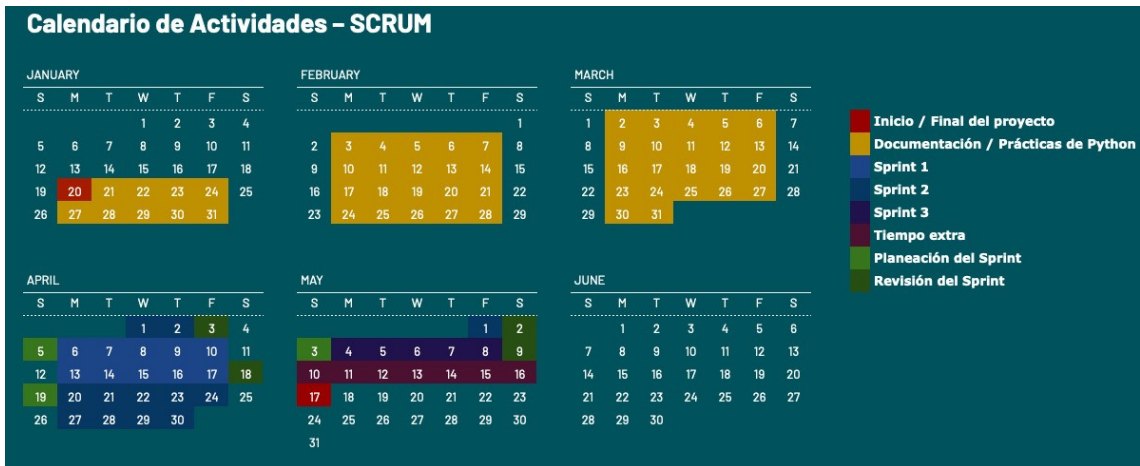 Calendario de Actividades – SCRUM
JANUARY
S M T W T F S
1 2 3 4
5 6 7 8 9 10 11
12 13 14 15 16 17 18
19 20 21 22 23 24 25
26 27 28 29 30 31
FEBRUARY
S M T W T F S
1
2 3 4 5 6 7 8
9 10 11 12 13 14 15
16 17 18 19 20 21 22
23 24 25 26 27 28 29
MARCH
S M T W T F S
1 2 3 4 5 6 7
8 9 10 11 12 13 14
15 16 17 18 19 20 21
22 23 24 25 26 27 28
29 30 31
Inicio / Final del proyecto
Documentación / Prácticas de Python
Sprint 1
Sprint 2
Sprint 3
Tiempo extra
Planeación del Sprint
Revisión del Sprint
APRIL
S M T W T F S
1 2 3 4
5 6 7 8 9 10 11
12 13 14 15 16 17 18
19 20 21 22 23 24 25
26 27 28 29 30
MAY
S M T W T F S
1 2
3 4 5 6 7 8 9
10 11 12 13 14 15 16
17 18 19 20 21 22 23
24 25 26 27 28 29 30
31
JUNE
S M T W T F S
1 2 3 4 5 6
7 8 9 10 11 12 13
14 15 16 17 18 19 20
21 22 23 24 25 26 27
28 29 30